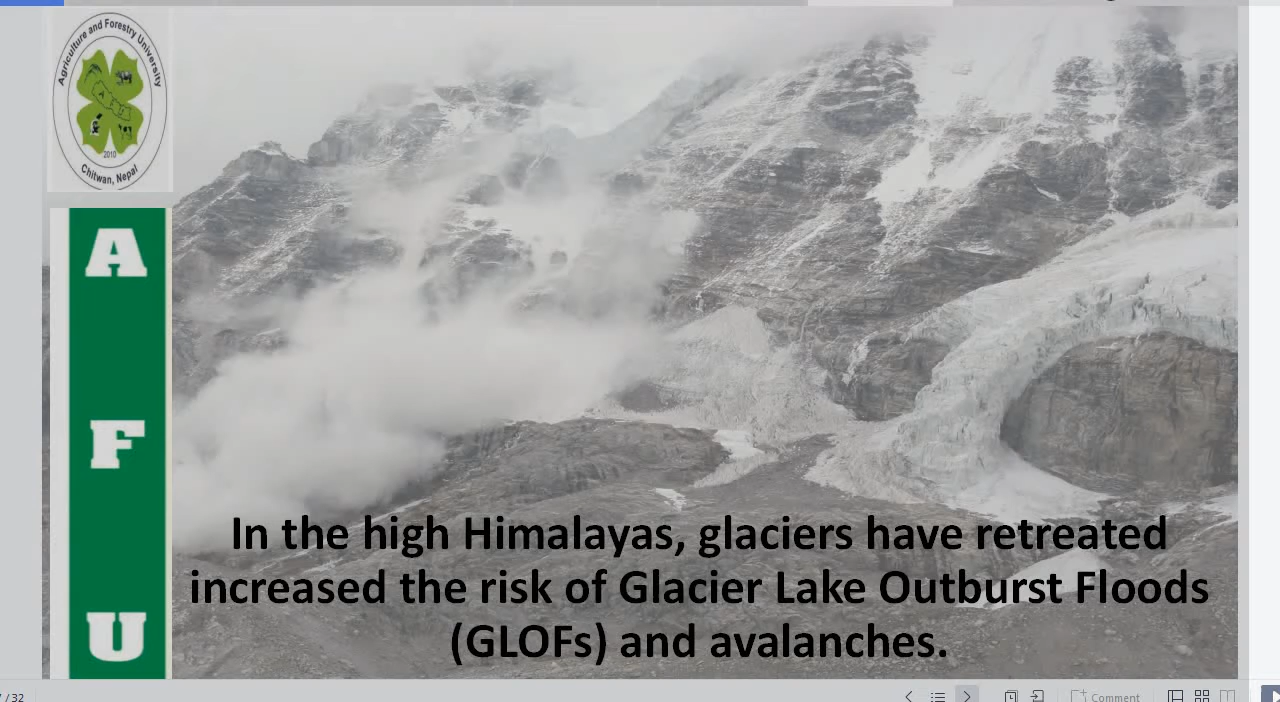 Agriculture and Forestry University
2010
Chitwan, Nepal
A
F
U
In the high Himalayas, glaciers have retreated
increased the risk of Glacier Lake Outburst Floods
(GLOFs) and avalanches.
/ 32
Comment